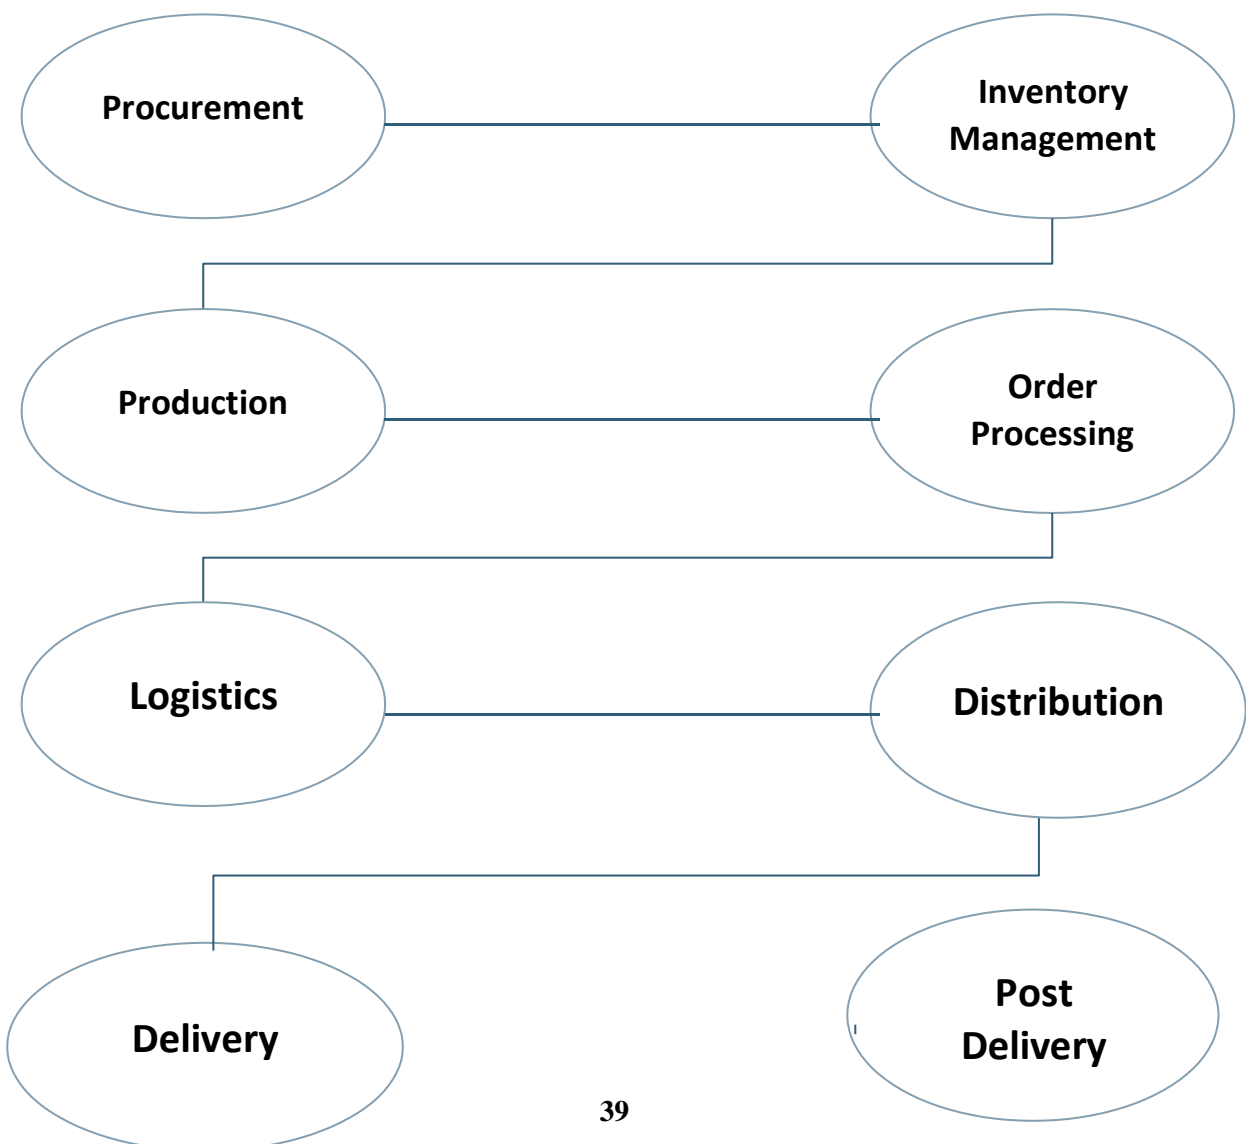 Procurement
Inventory
Management
Production
Order
Processing
Logistics
Distribution
Delivery
Post
Delivery
39